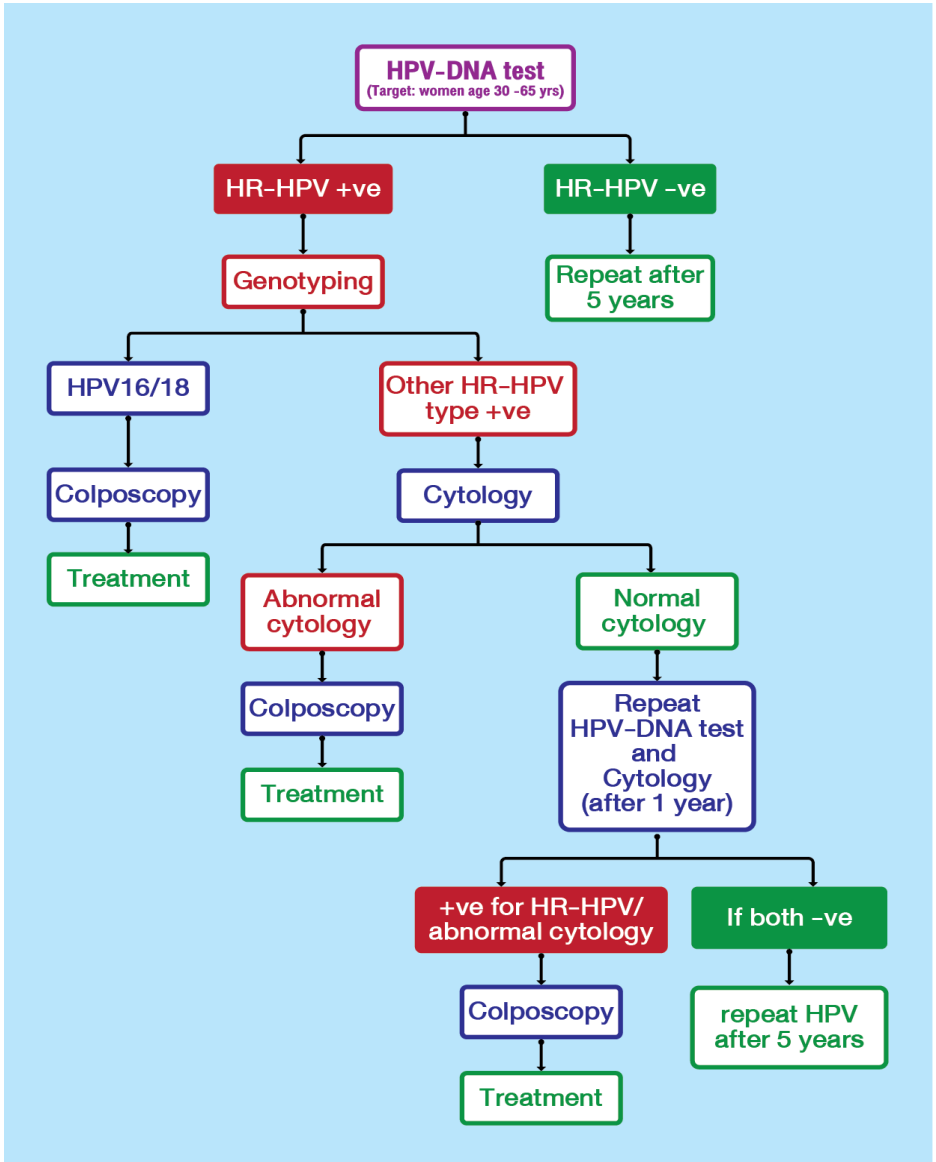 HPV-DNA test
(Target: women age 30 -65 yrs)
HR-HPV +ve
HR-HPV -ve
Genotyping
Repeat after
5 years
HPV16/18
Other HR-HPV
type +ve
Colposcopy
Cytology
Treatment
Abnormal
cytology
Normal
cytology
Colposcopy
Repeat
HPV-DNA test
and
Cytology
(after 1 year)
Treatment
+ve for HR-HPV/
abnormal cytology
If both -ve
Colposcopy
repeat HPV
after 5 years
Treatment